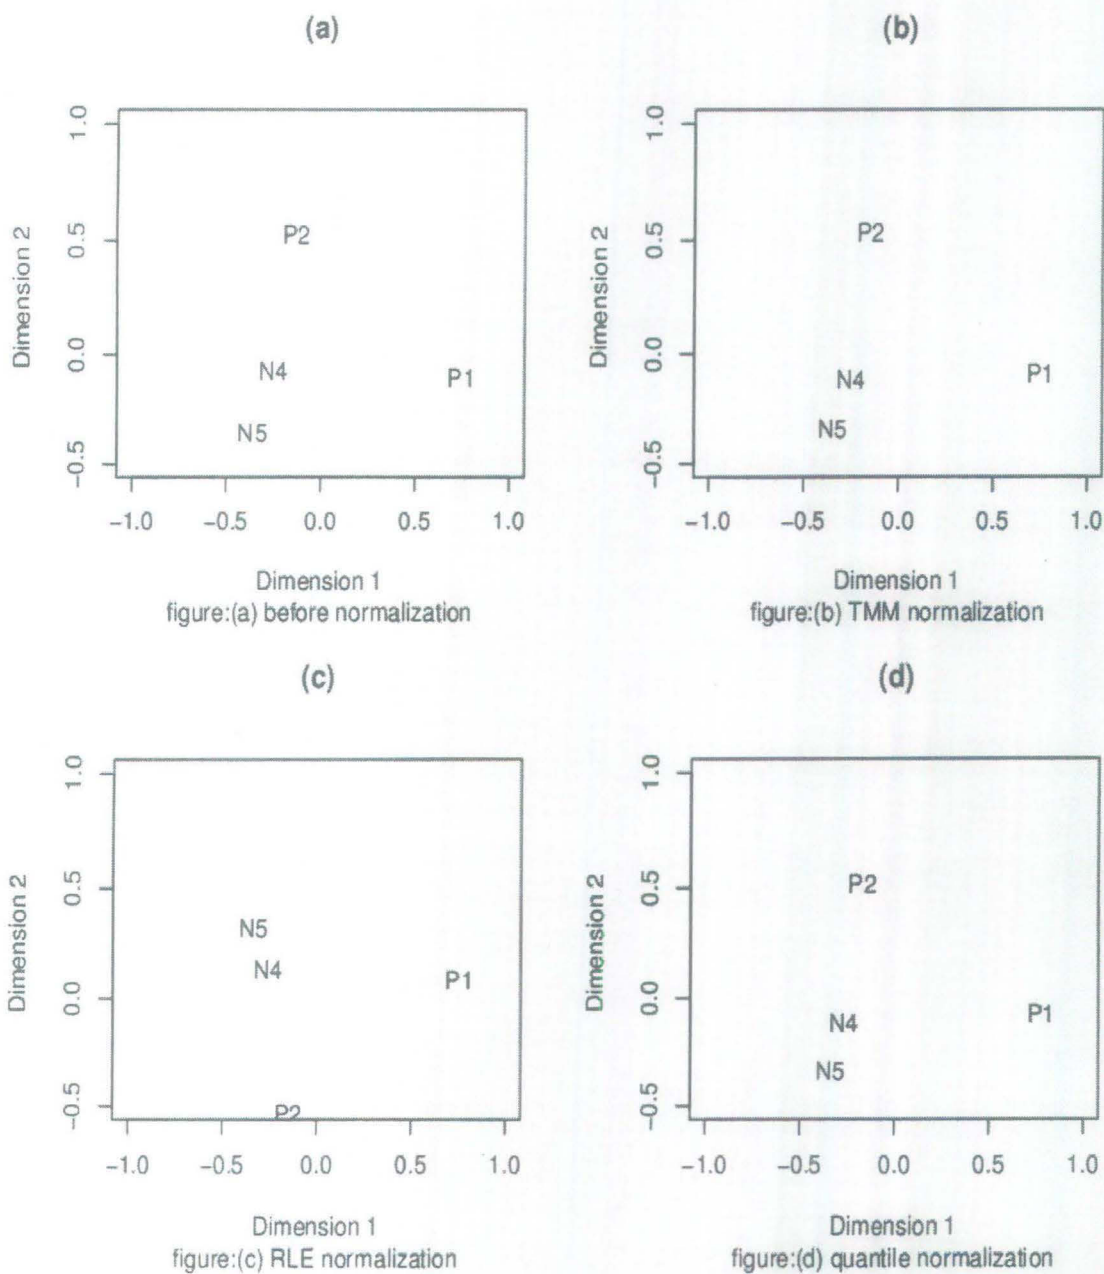 (a)
1.0
0.5
0.0
−0.5
Dimension 2
P2
N4
P1
N5
−1.0 −0.5 0.0 0.5 1.0
Dimension 1
figure:(a) before normalization
(b)
1.0
0.5
0.0
−0.5
Dimension 2
P2
N4
P1
N5
−1.0 −0.5 0.0 0.5 1.0
Dimension 1
figure:(b) TMM normalization
(c)
1.0
0.5
0.0
−0.5
Dimension 2
N5
N4
P1
P2
−1.0 −0.5 0.0 0.5 1.0
Dimension 1
figure:(c) RLE normalization
(d)
1.0
0.5
0.0
−0.5
Dimension 2
P2
N4
P1
N5
−1.0 −0.5 0.0 0.5 1.0
Dimension 1
figure:(d) quantile normalization